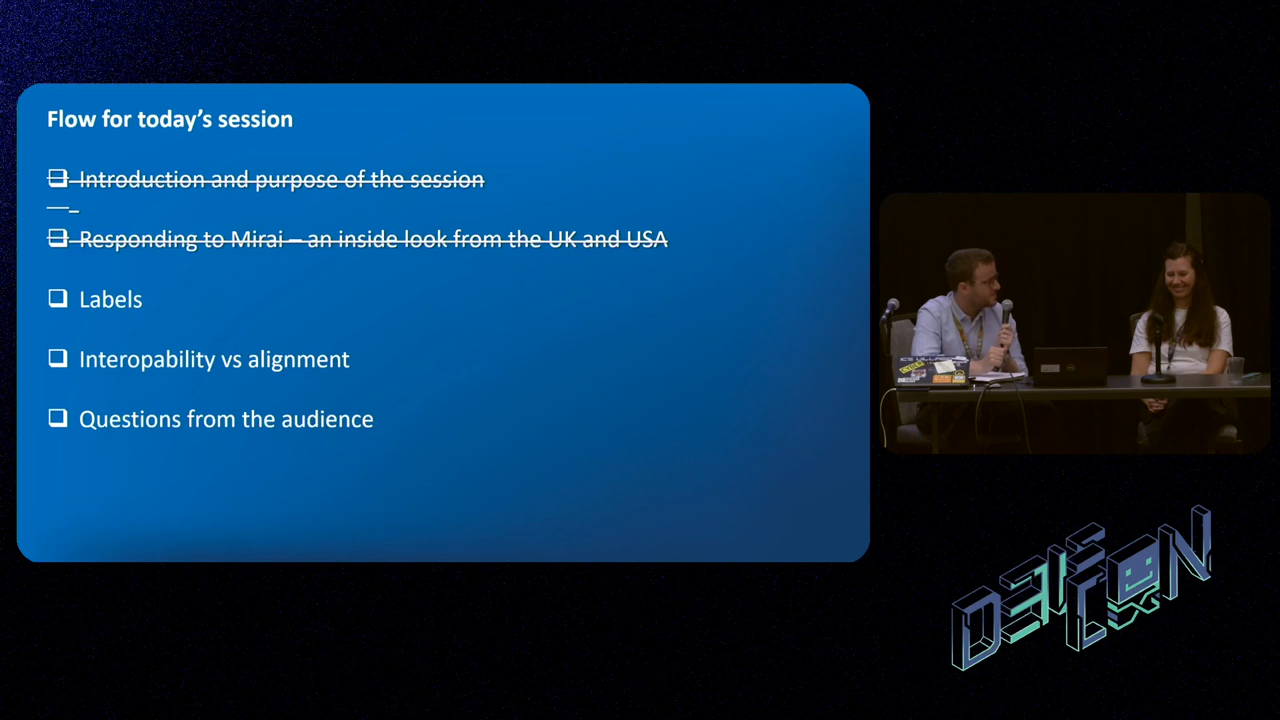 Flow for today's session
Introduction and purpose of the session
Responding to Mirai – an inside look from the UK and USA
Labels
Interopability vs alignment
Questions from the audience
DEF
CON